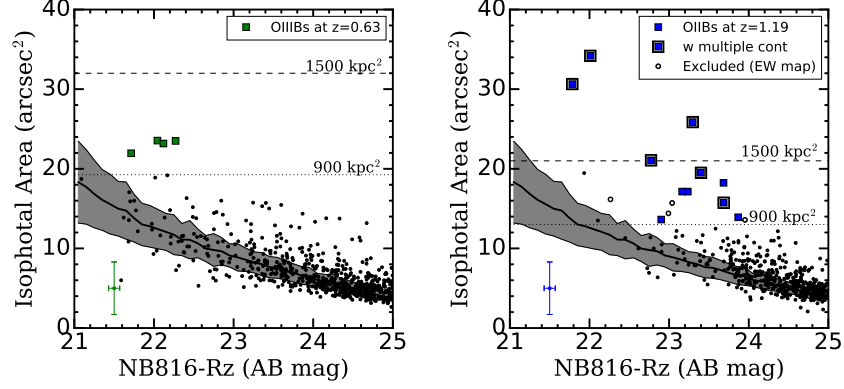 40
30
20
10
0
Isophotal Area (arcsec²)
OIIIBs at z=0.63
1500 kpc²
900 kpc²
21
22
23
24
25
NB816-Rz (AB mag)
40
30
20
10
0
Isophotal Area (arcsec²)
OIIBs at z=1.19
w multiple cont
Excluded (EW map)
1500 kpc²
900 kpc²
21
22
23
24
25
NB816-Rz (AB mag)